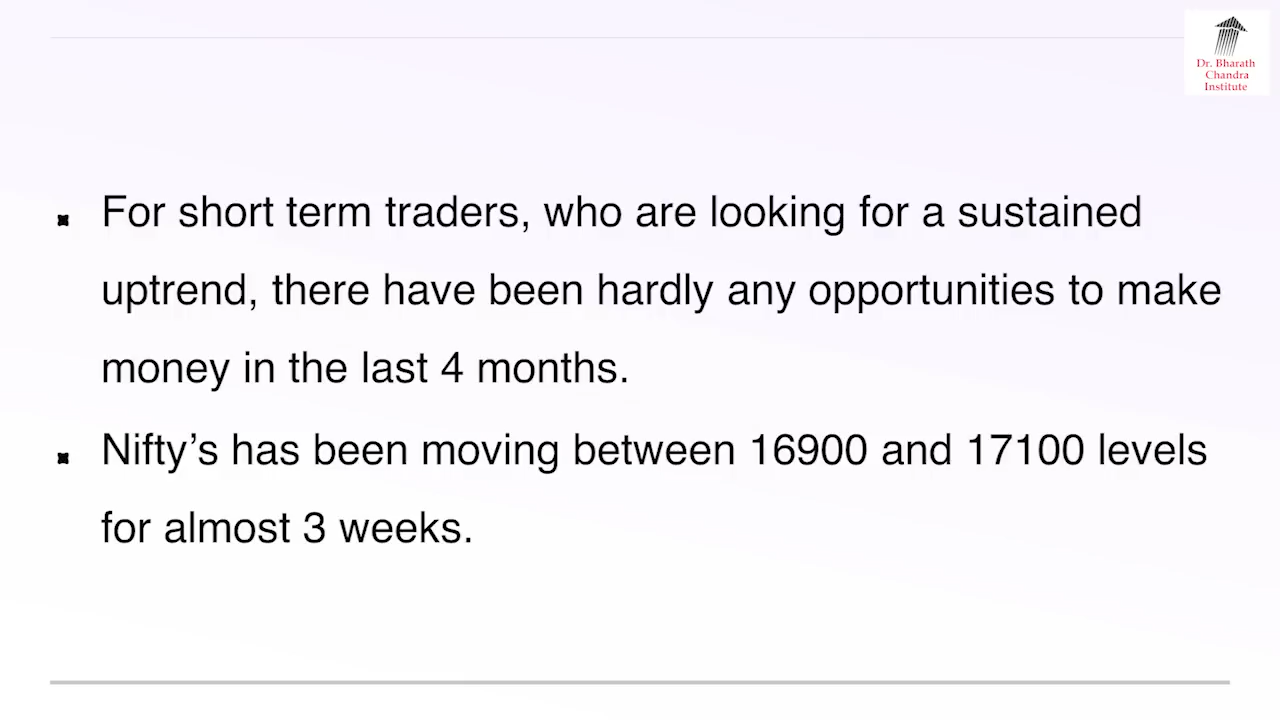 Dr. Bharath
Chandra
Institute
For short term traders, who are looking for a sustained
uptrend, there have been hardly any opportunities to make
money in the last 4 months.
Nifty’s has been moving between 16900 and 17100 levels
for almost 3 weeks.